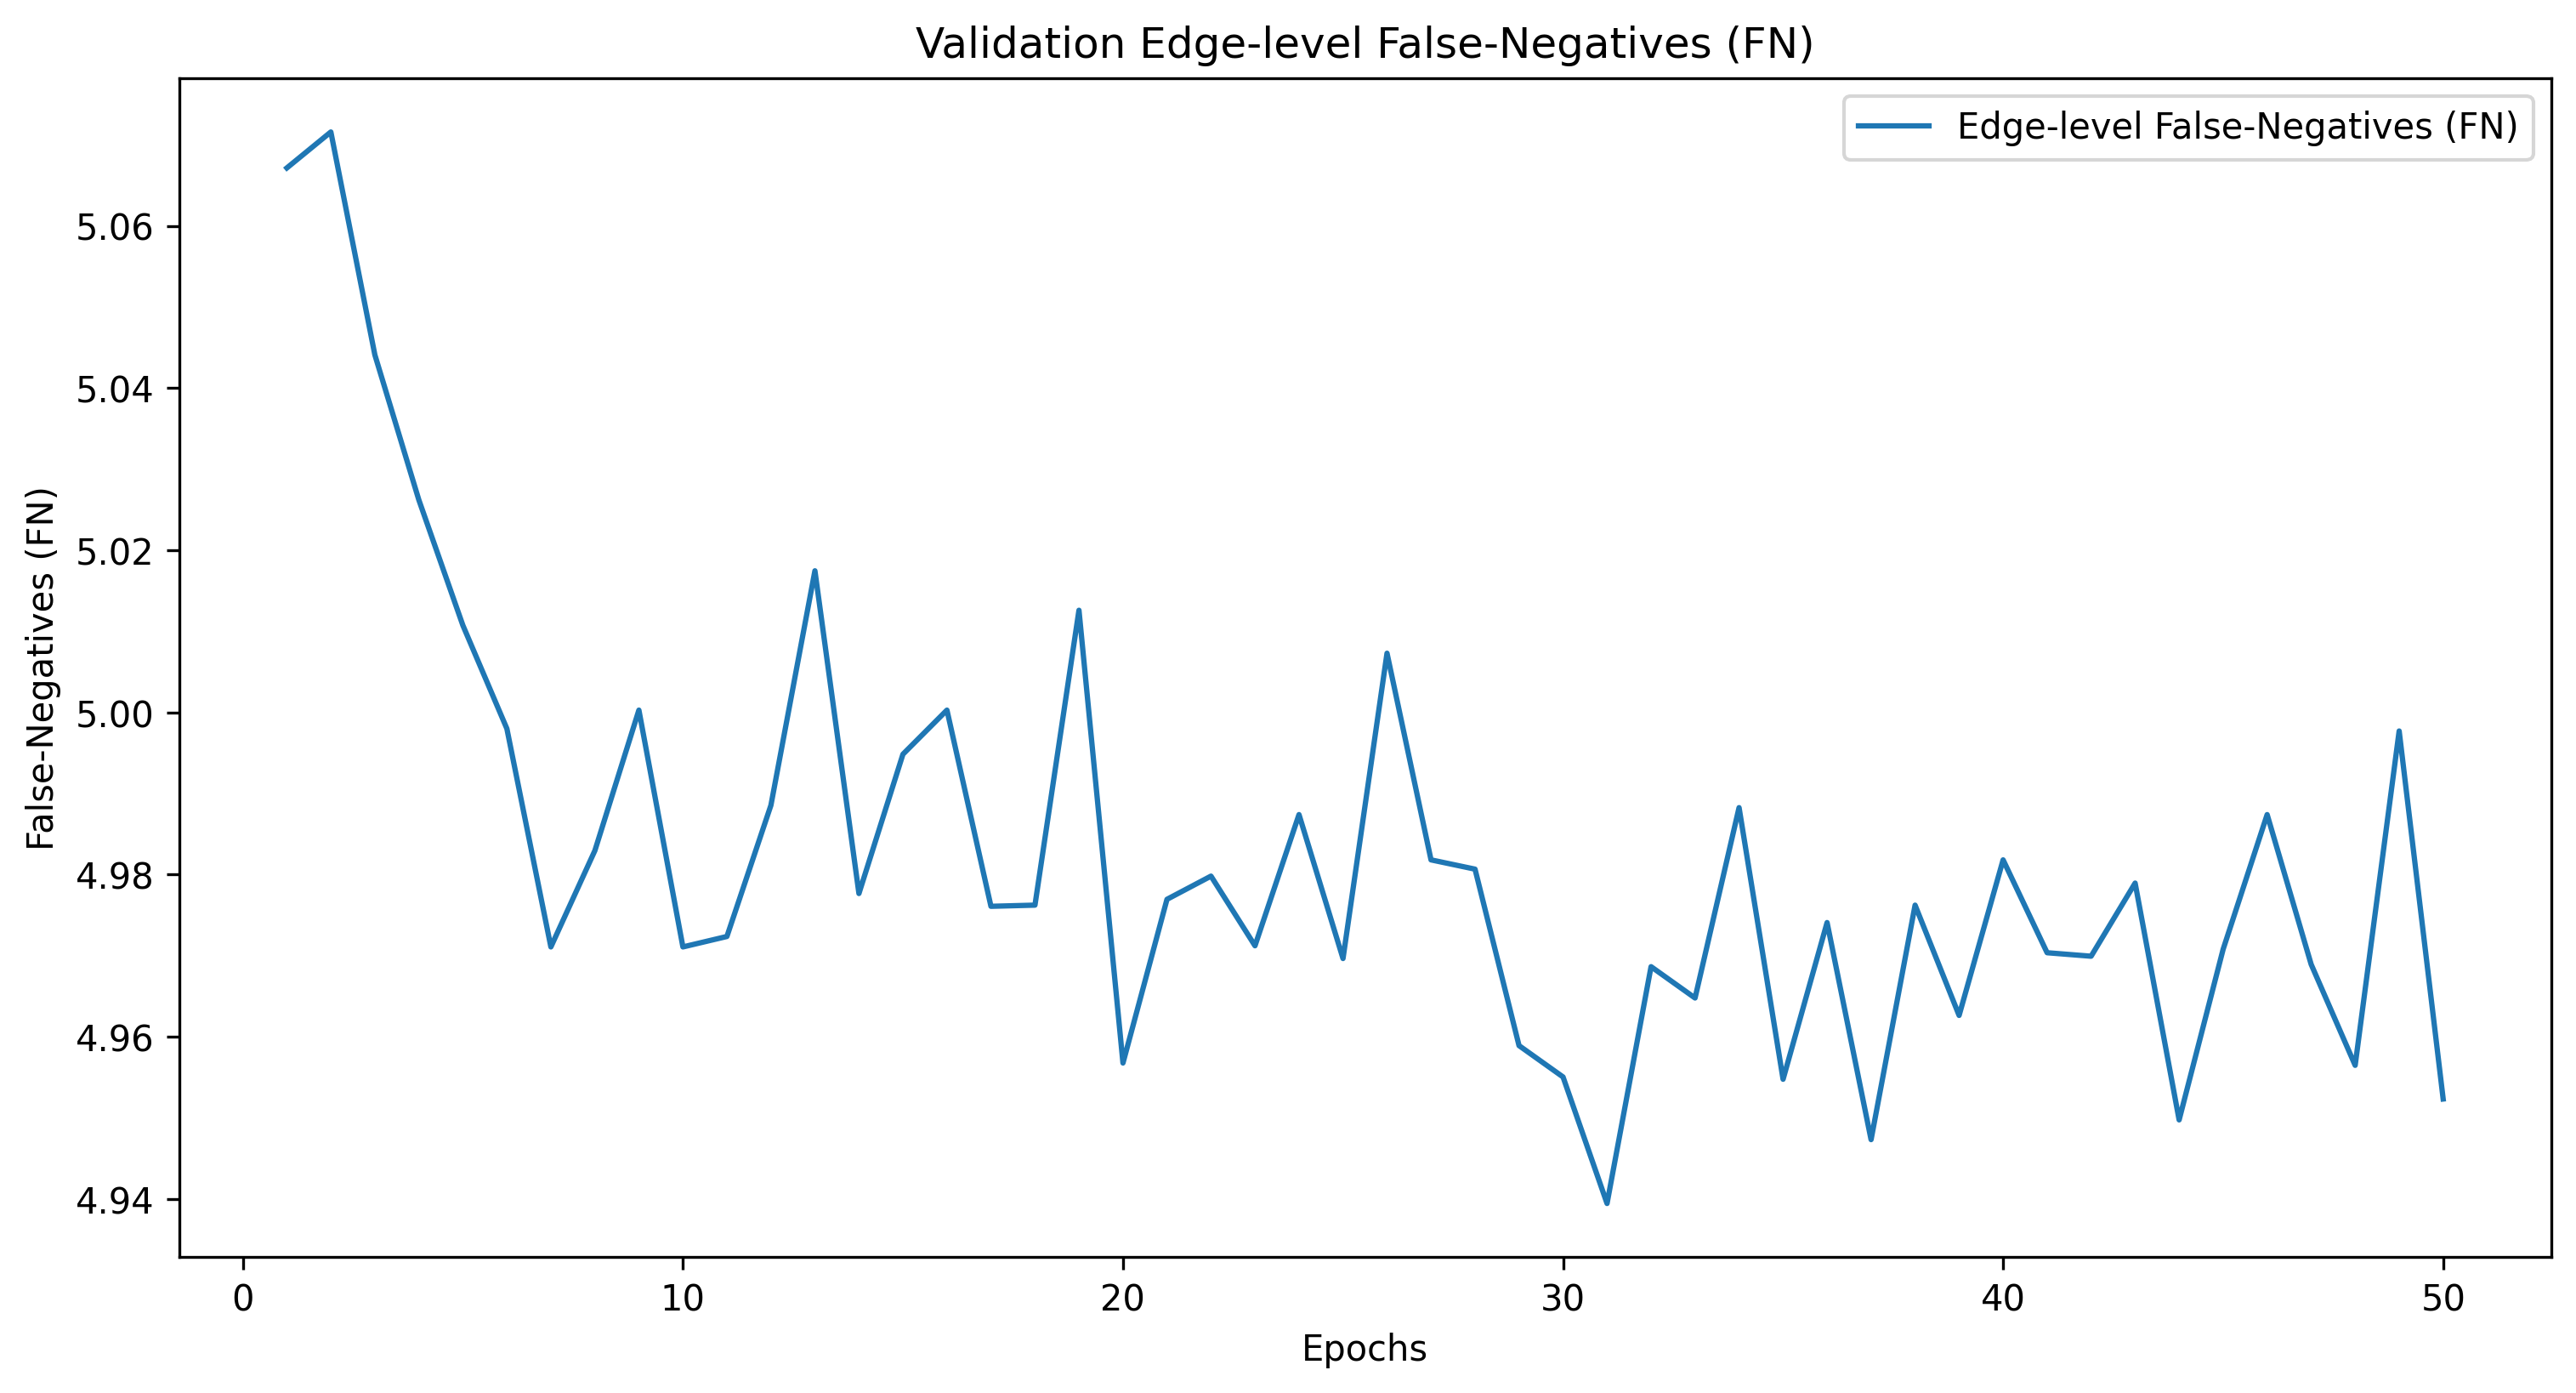 Validation Edge-level False-Negatives (FN)
Edge-level False-Negatives (FN)
False-Negatives (FN)
5.06
5.04
5.02
5.00
4.98
4.96
4.94
0 10 20 30 40 50
Epochs